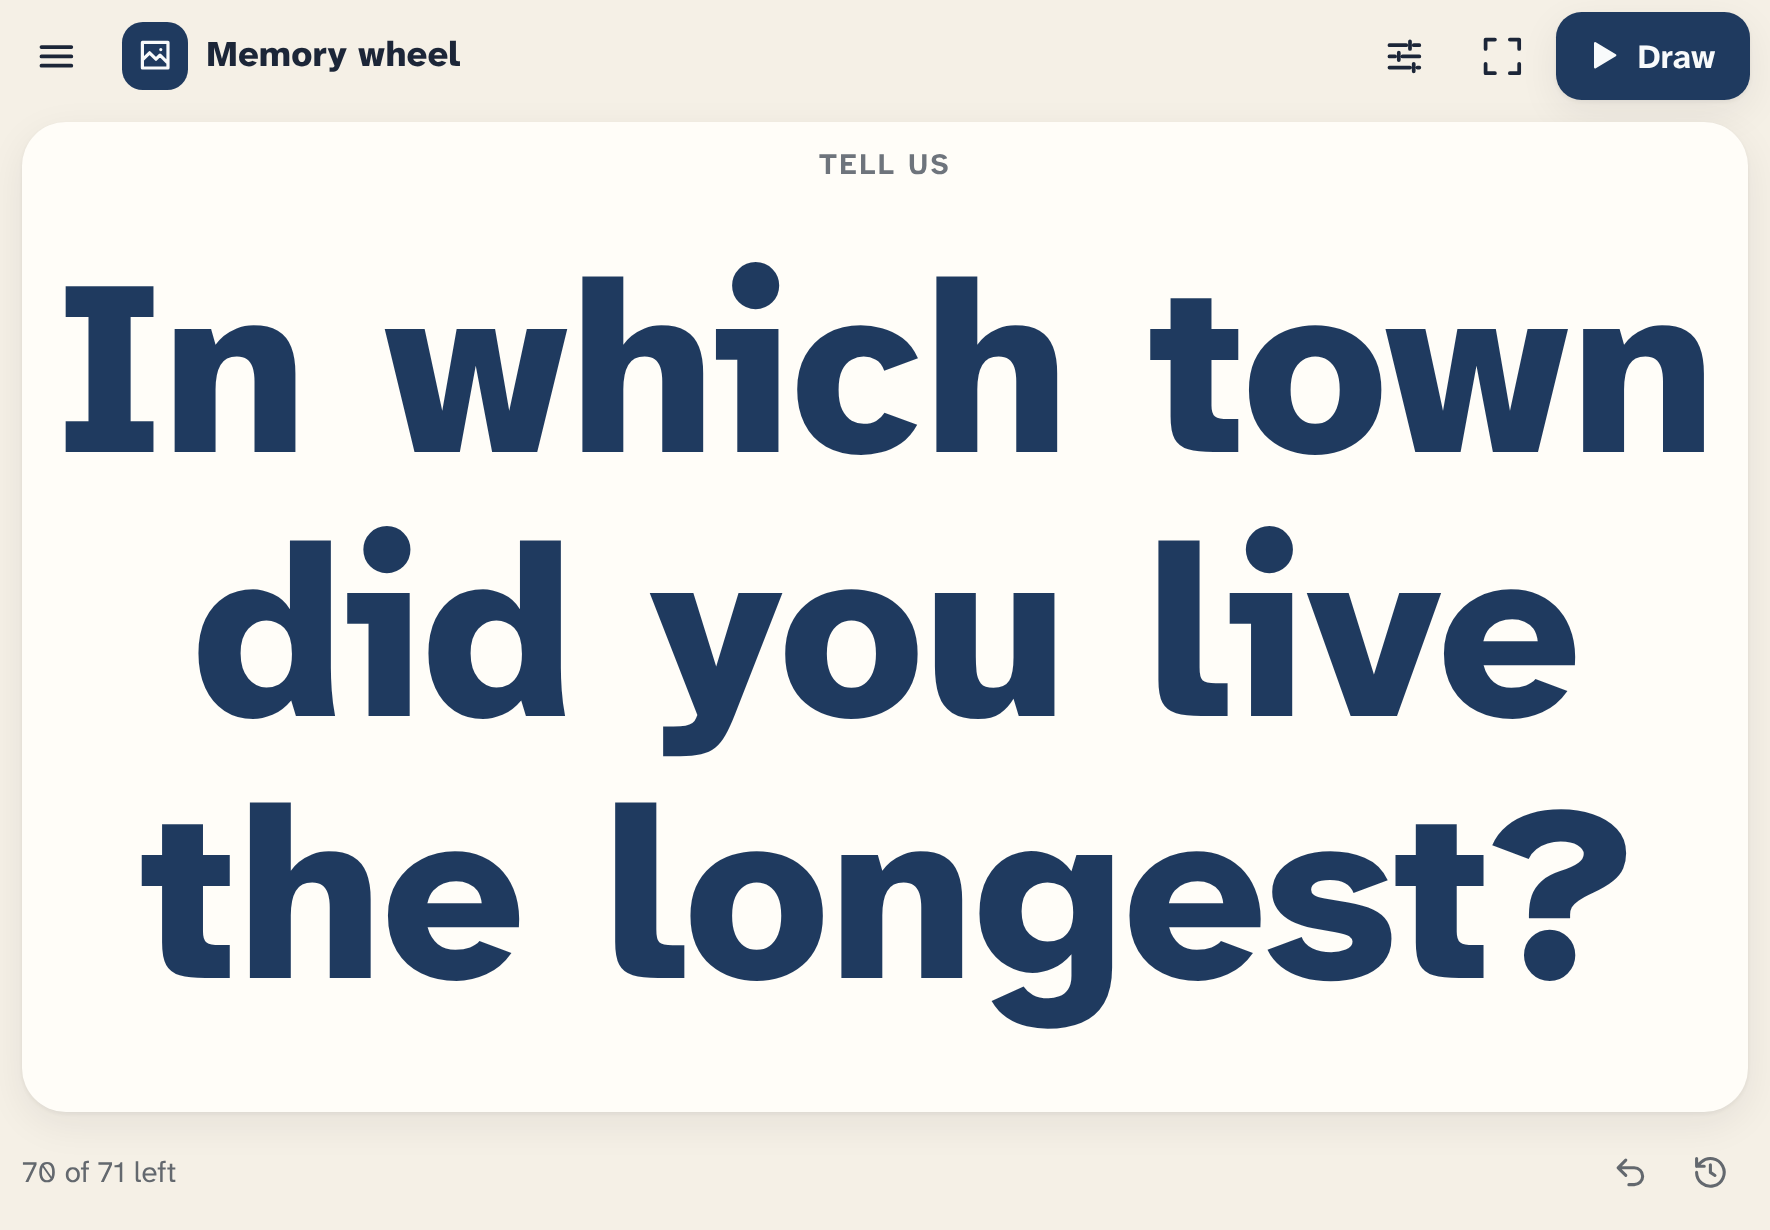 Memory wheel
Draw
TELL US
In which town
did you live
the longest?
70 of 71 left